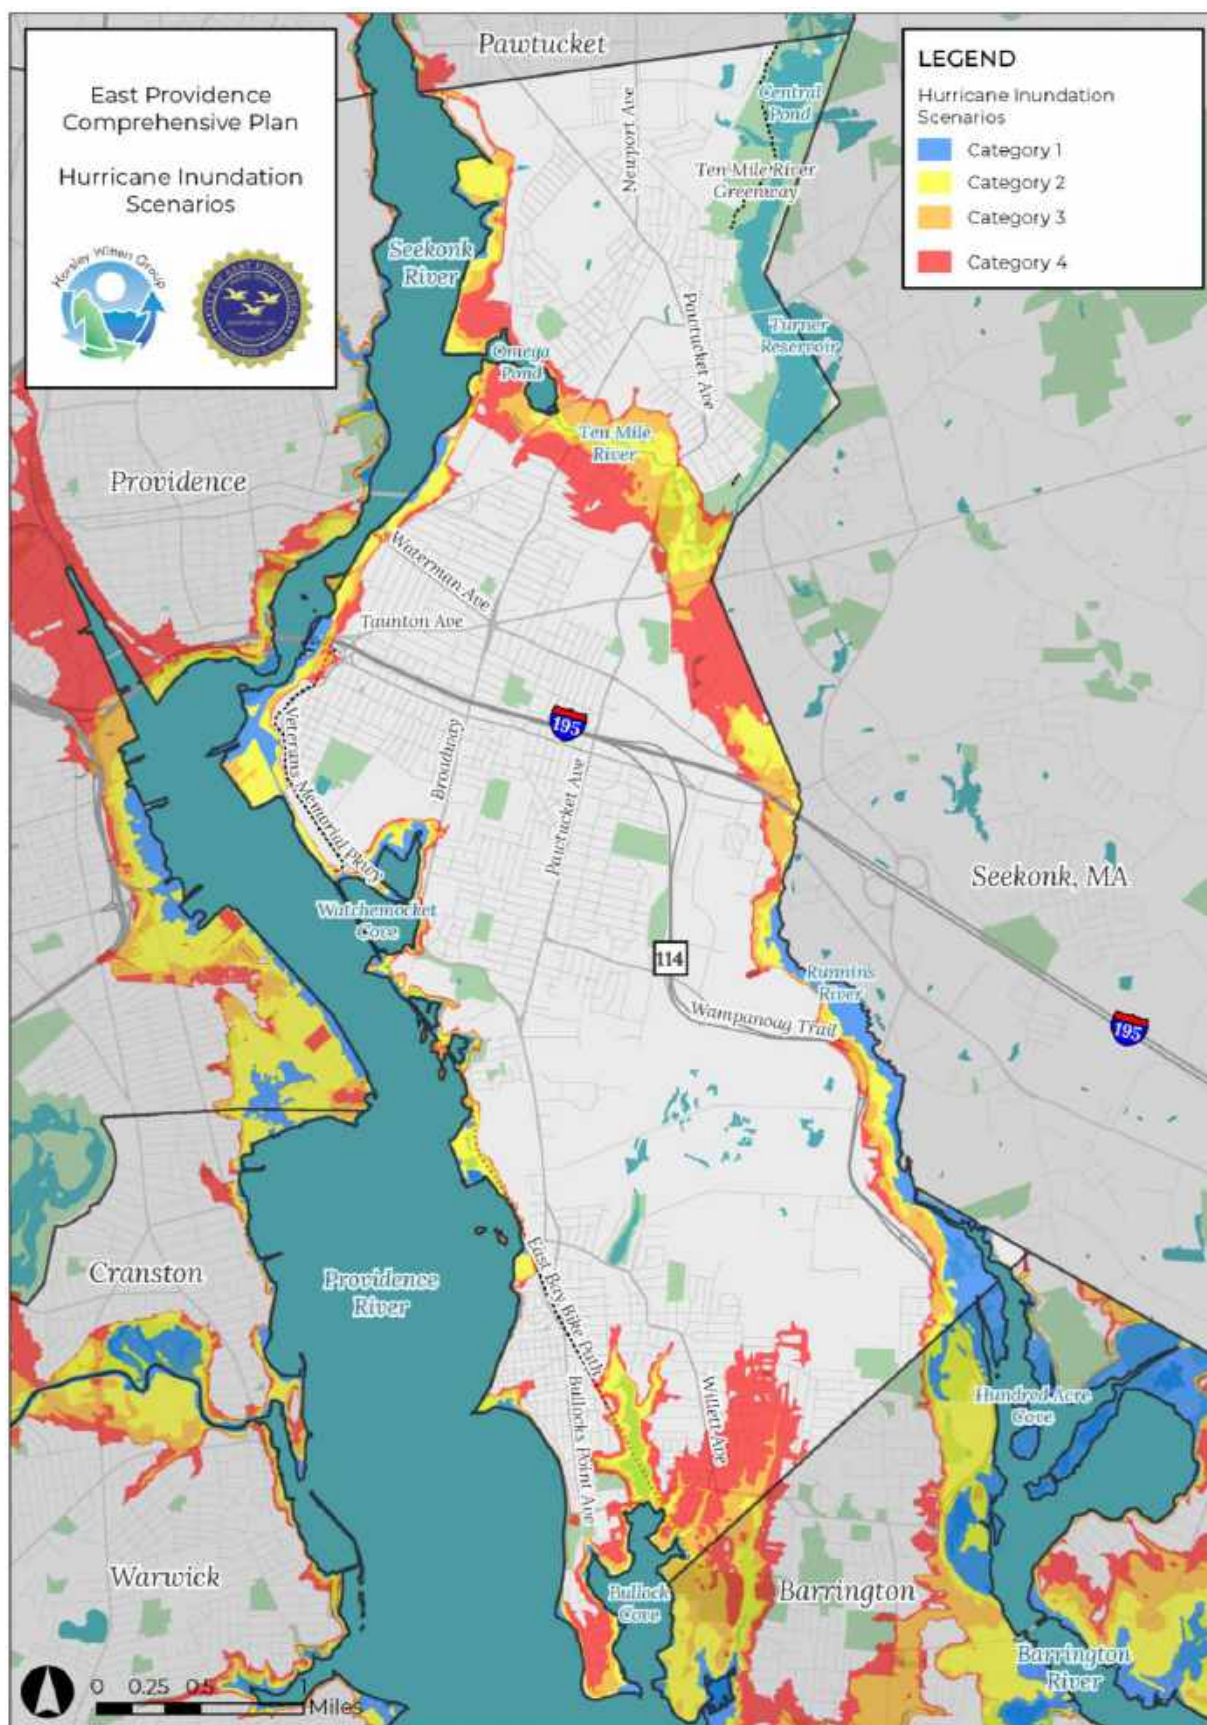 East Providence
Comprehensive Plan
Hurricane Inundation
Scenarios
Horsley Witten Group
LEGEND
Hurricane Inundation
Scenarios
Category 1
Category 2
Category 3
Category 4
Pawtucket
Central
Pond
Newport Ave
Ten Mile River
Greenway
Seekonk
River
Pawtucket Ave
Turner
Reservoir
Omega
Pond
Ten Mile
River
Providence
Waterman Ave
Taunton Ave
195
Veterans Memorial Pkwy
Broadway
Pawtucket Ave
Seekonk, MA
Watchemocket
Cove
114
Runnins
River
Wampanoag Trail
195
Cranston
Providence
River
East Bay Bike Path
Bullocks Point Ave
Willett Ave
Hundred Acre
Cove
Warwick
Bullock
Cove
Barrington
Barrington
River
0 0.25 0.5 1
Miles